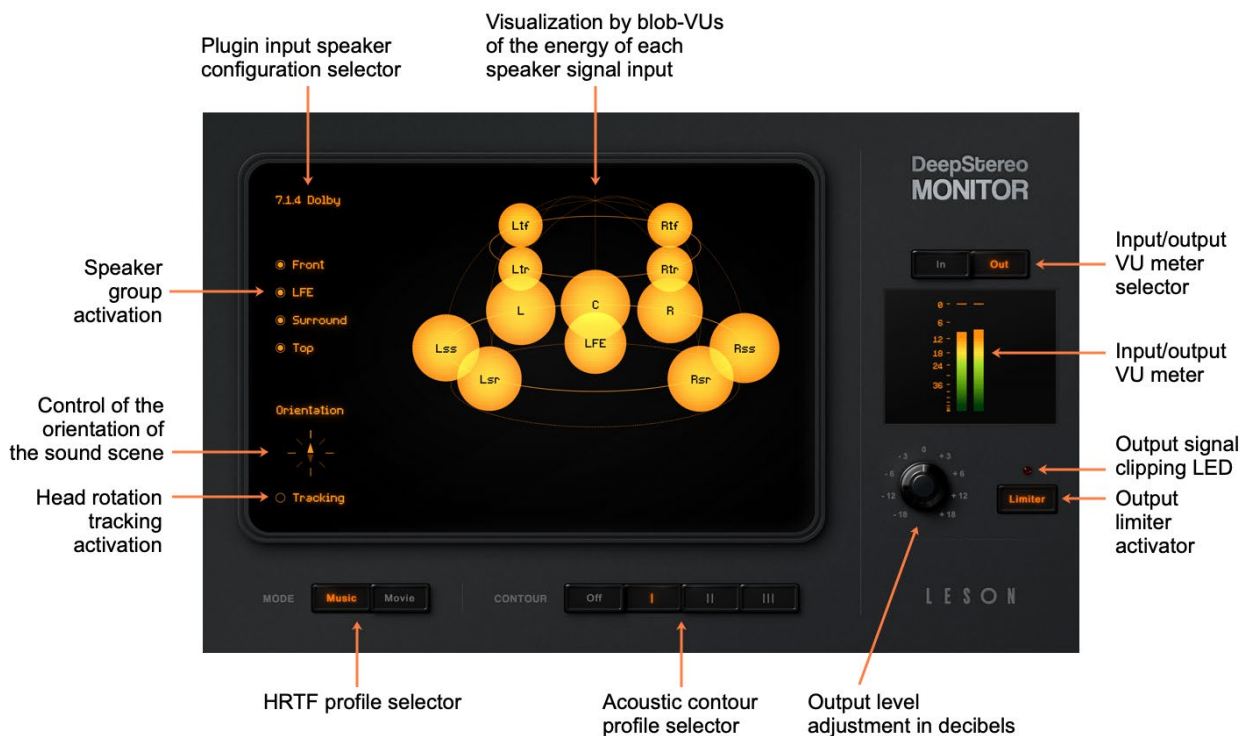 Visualization by blob-VUs
of the energy of each
speaker signal input
Plugin input speaker
configuration selector
DeepStereo
MONITOR
7.1.4 Dolby
Ltf
Rtf
Ltr
Rtr
L
C
R
LFE
Lss
Rss
Lsr
Rsr
Speaker
group
activation
Front
LFE
Surround
Top
In
Out
Input/output
VU meter
selector
0
6
12
18
24
36
Input/output
VU meter
Control of the
orientation of
the sound scene
Orientation
Head rotation
tracking
activation
Tracking
- 3
0
+ 3
- 6
+ 6
- 12
+ 12
- 18
+ 18
Output signal
clipping LED
Limiter
Output
limiter
activator
MODE
Music
Movie
CONTOUR
Off
I
II
III
LESON
HRTF profile selector
Acoustic contour
profile selector
Output level
adjustment in decibels